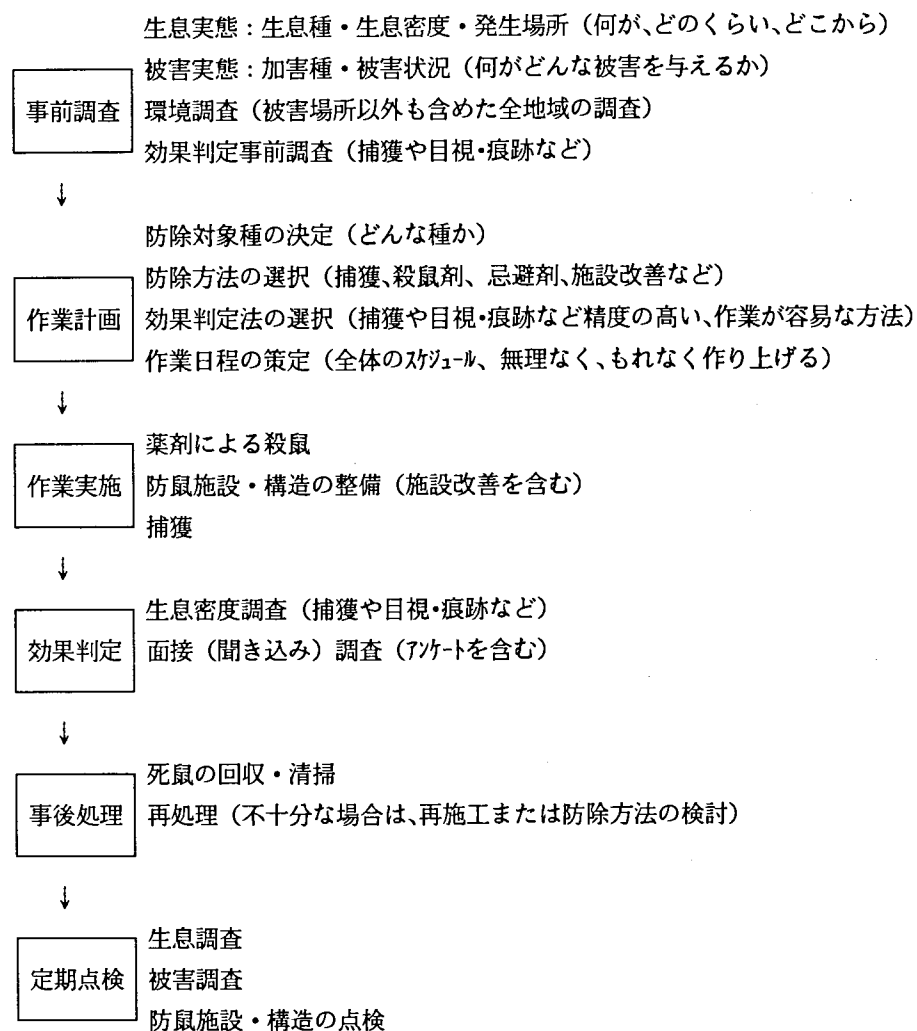 生息実態：生息種・生息密度・発生場所（何が、どのくらい、どこから）
被害実態：加害種・被害状況（何がどんな被害を与えるか）
事前調査
環境調査（被害場所以外も含めた全地域の調査）
効果判定事前調査（捕獲や目視・痕跡など）
↓
防除対象種の決定（どんな種か）
防除方法の選択（捕獲、殺鼠剤、忌避剤、施設改善など）
作業計画
効果判定法の選択（捕獲や目視・痕跡など精度の高い、作業が容易な方法）
作業日程の策定（全体のｽｹｼﾞｭｰﾙ、無理なく、もれなく作り上げる）
↓
薬剤による殺鼠
作業実施
防鼠施設・構造の整備（施設改善を含む）
捕獲
↓
生息密度調査（捕獲や目視・痕跡など）
効果判定
面接（聞き込み）調査（ｱﾝｹｰﾄを含む）
↓
死鼠の回収・清掃
事後処理
再処理（不十分な場合は、再施工または防除方法の検討）
↓
生息調査
定期点検
被害調査
防鼠施設・構造の点検